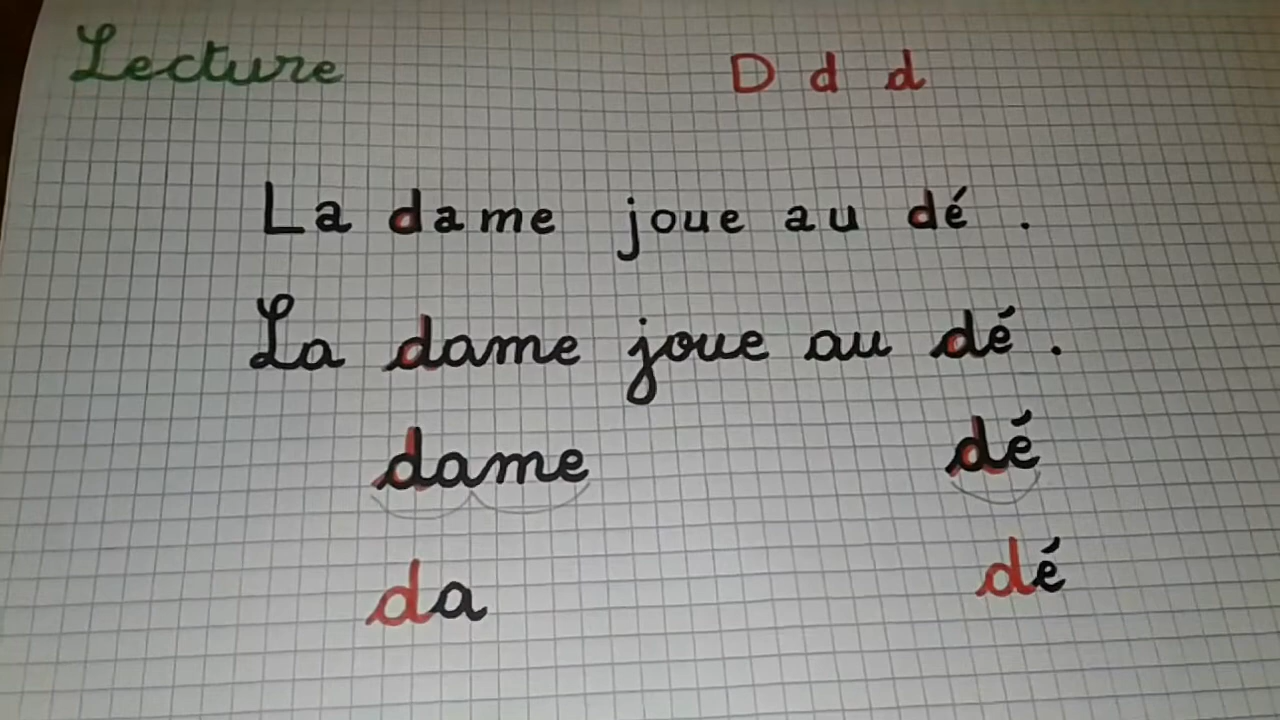 Lecture D d d
La dame joue au dé .
La dame joue au dé .
dame dé
da dé